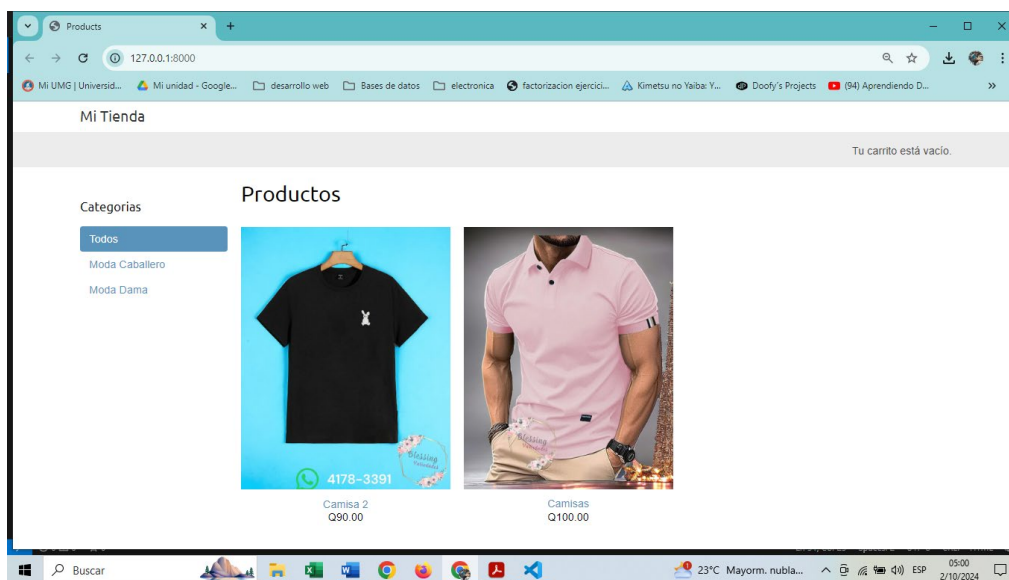 Products
127.0.0.1:8000
Mi UMG | Universid... Mi unidad - Google... desarrollo web Bases de datos electronica factorizacion ejercici... Kimetsu no Yaiba: Y... Doofy's Projects (94) Aprendiendo D...
Mi Tienda
Tu carrito está vacío.
Categorias
Todos
Moda Caballero
Moda Dama
Productos
Blessing
4178-3391
Blessing
Camisa 2
Q90.00
Camisas
Q100.00
Buscar
23°C Mayorm. nubla...
ESP
05:00
2/10/2024